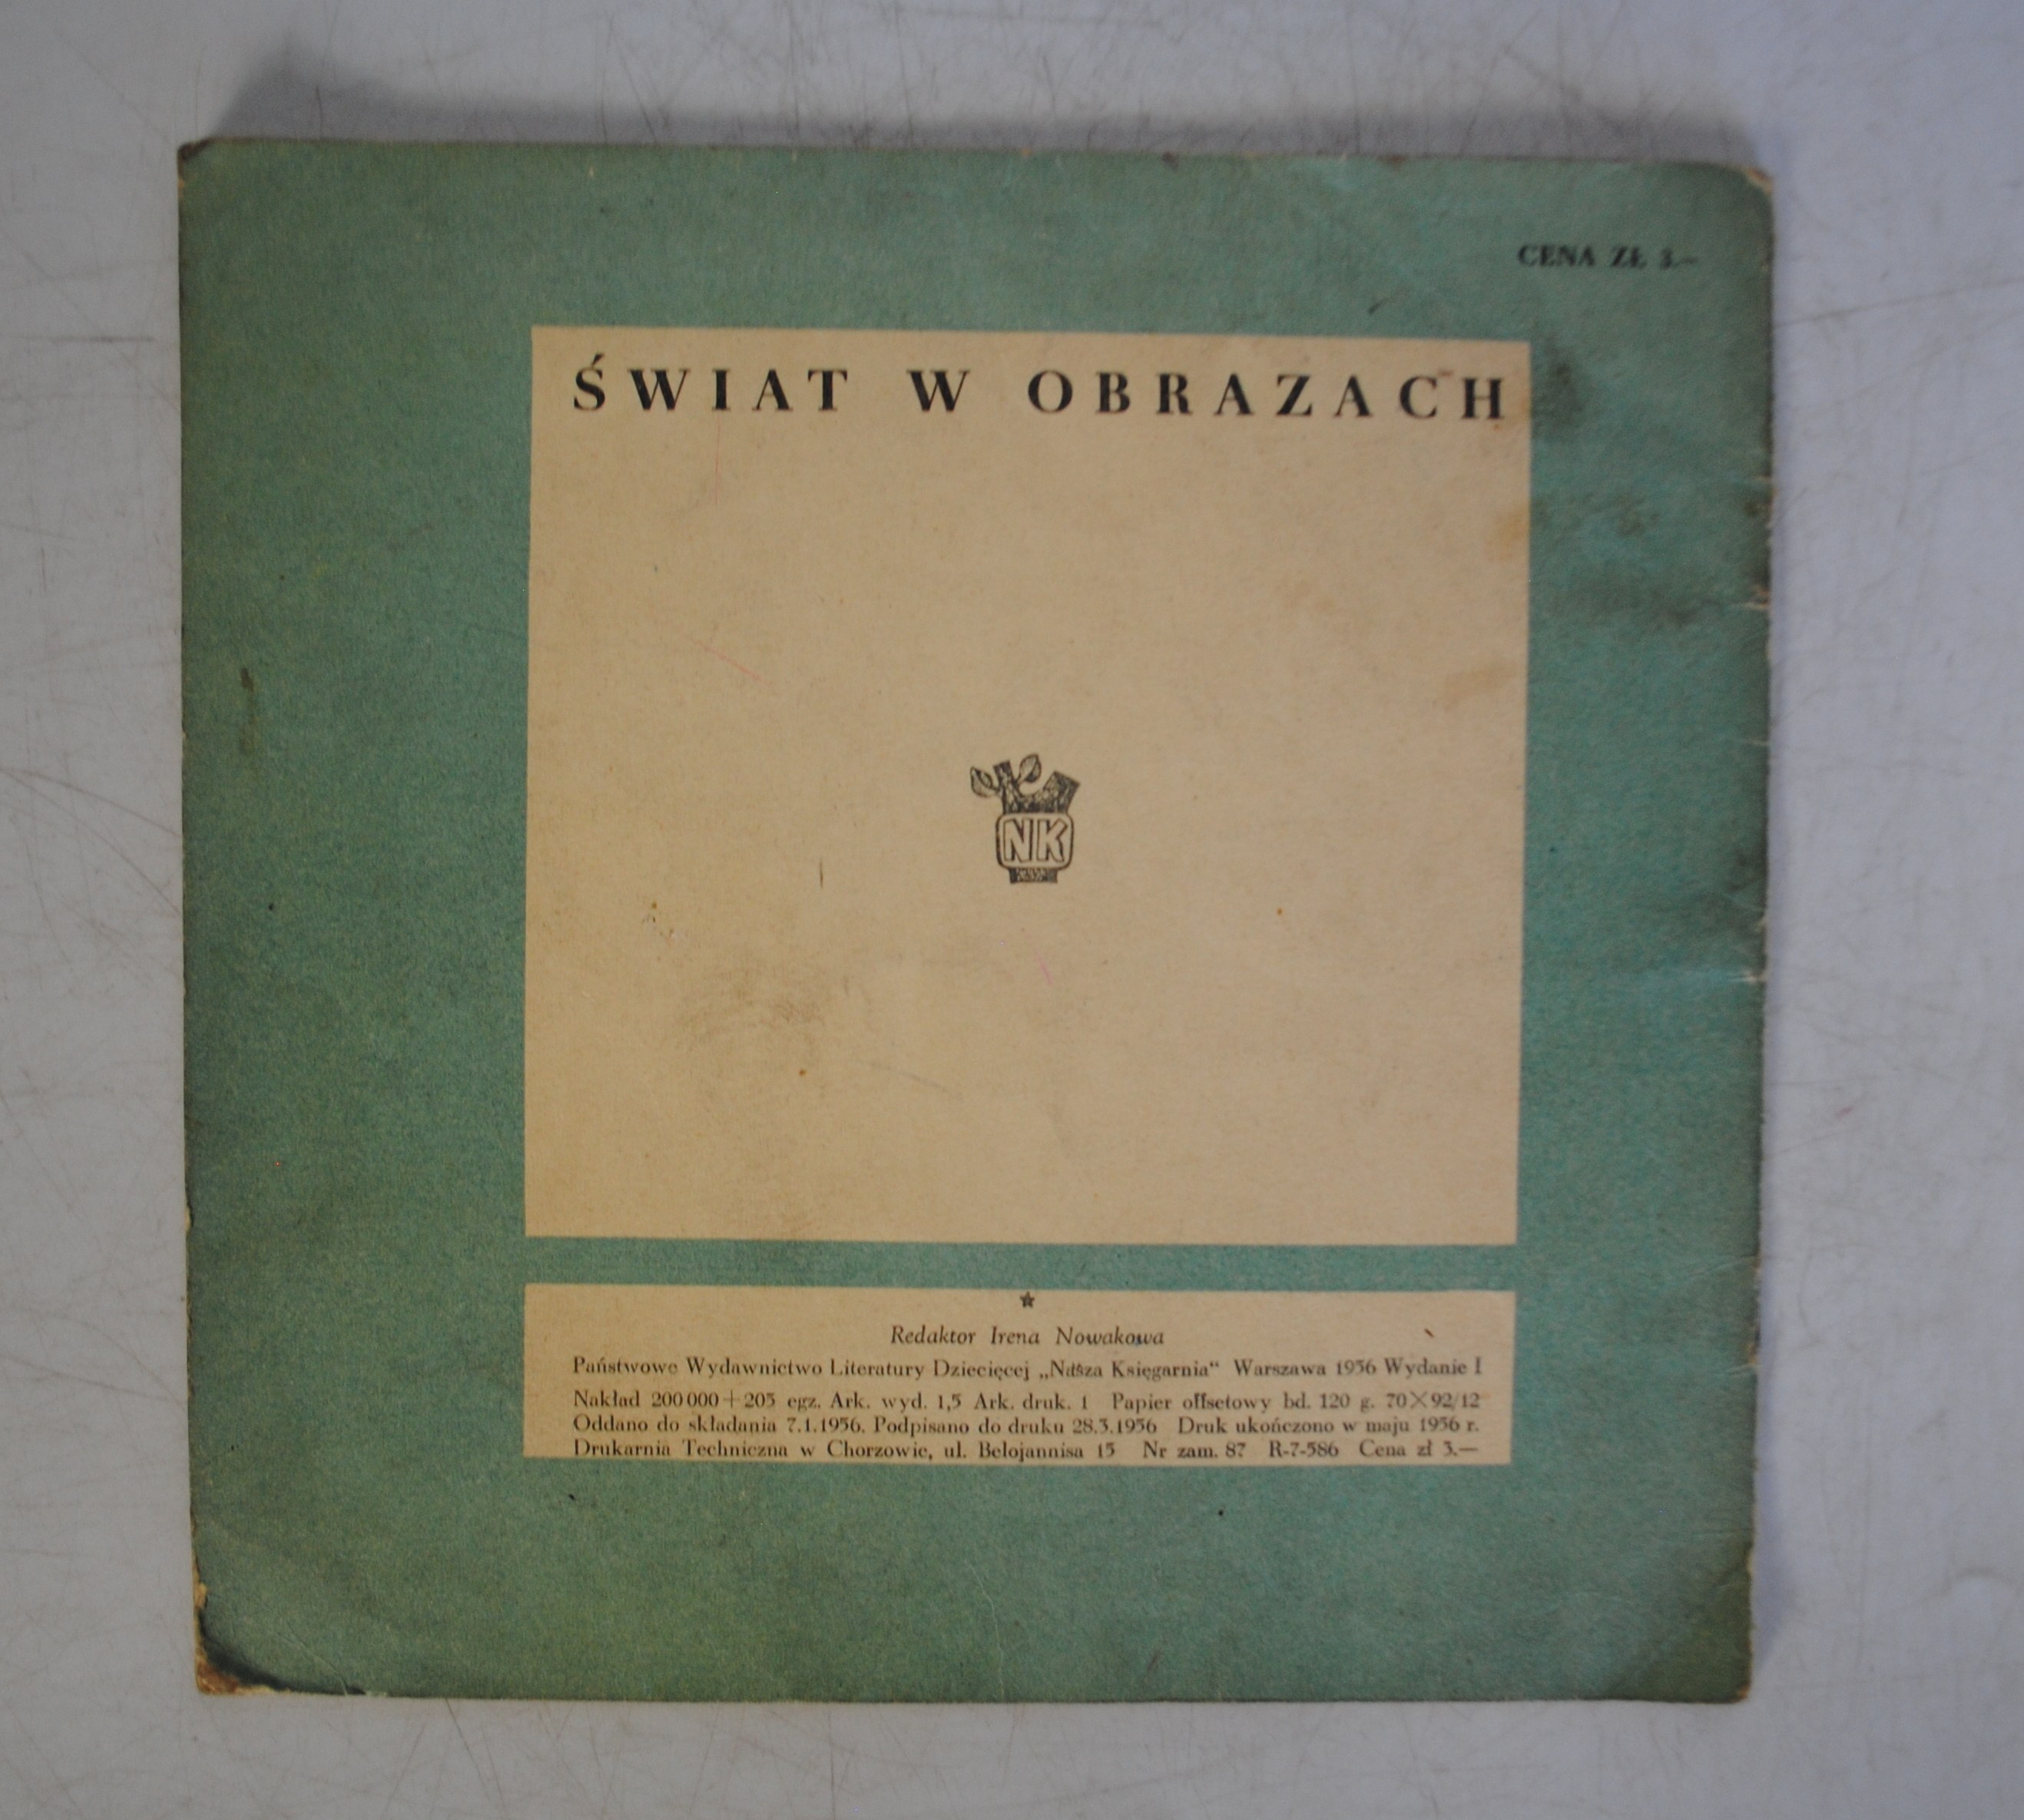 CENA ZŁ 3.—
ŚWIAT W OBRAZACH
NK
Redaktor Irena Nowakowa
Państwowe Wydawnictwo Literatury Dziecięcej „Nasza Księgarnia“ Warszawa 1956 Wydanie I
Nakład 200 000 + 203 egz. Ark. wyd. 1,5 Ark. druk. 1 Papier offsetowy bd. 120 g. 70×92/12
Oddano do składania 7.1.1956. Podpisano do druku 28.3.1956 Druk ukończono w maju 1956 r.
Drukarnia Techniczna w Chorzowie, ul. Belojannisa 15 Nr zam. 87 R-7-586 Cena zł 3.—